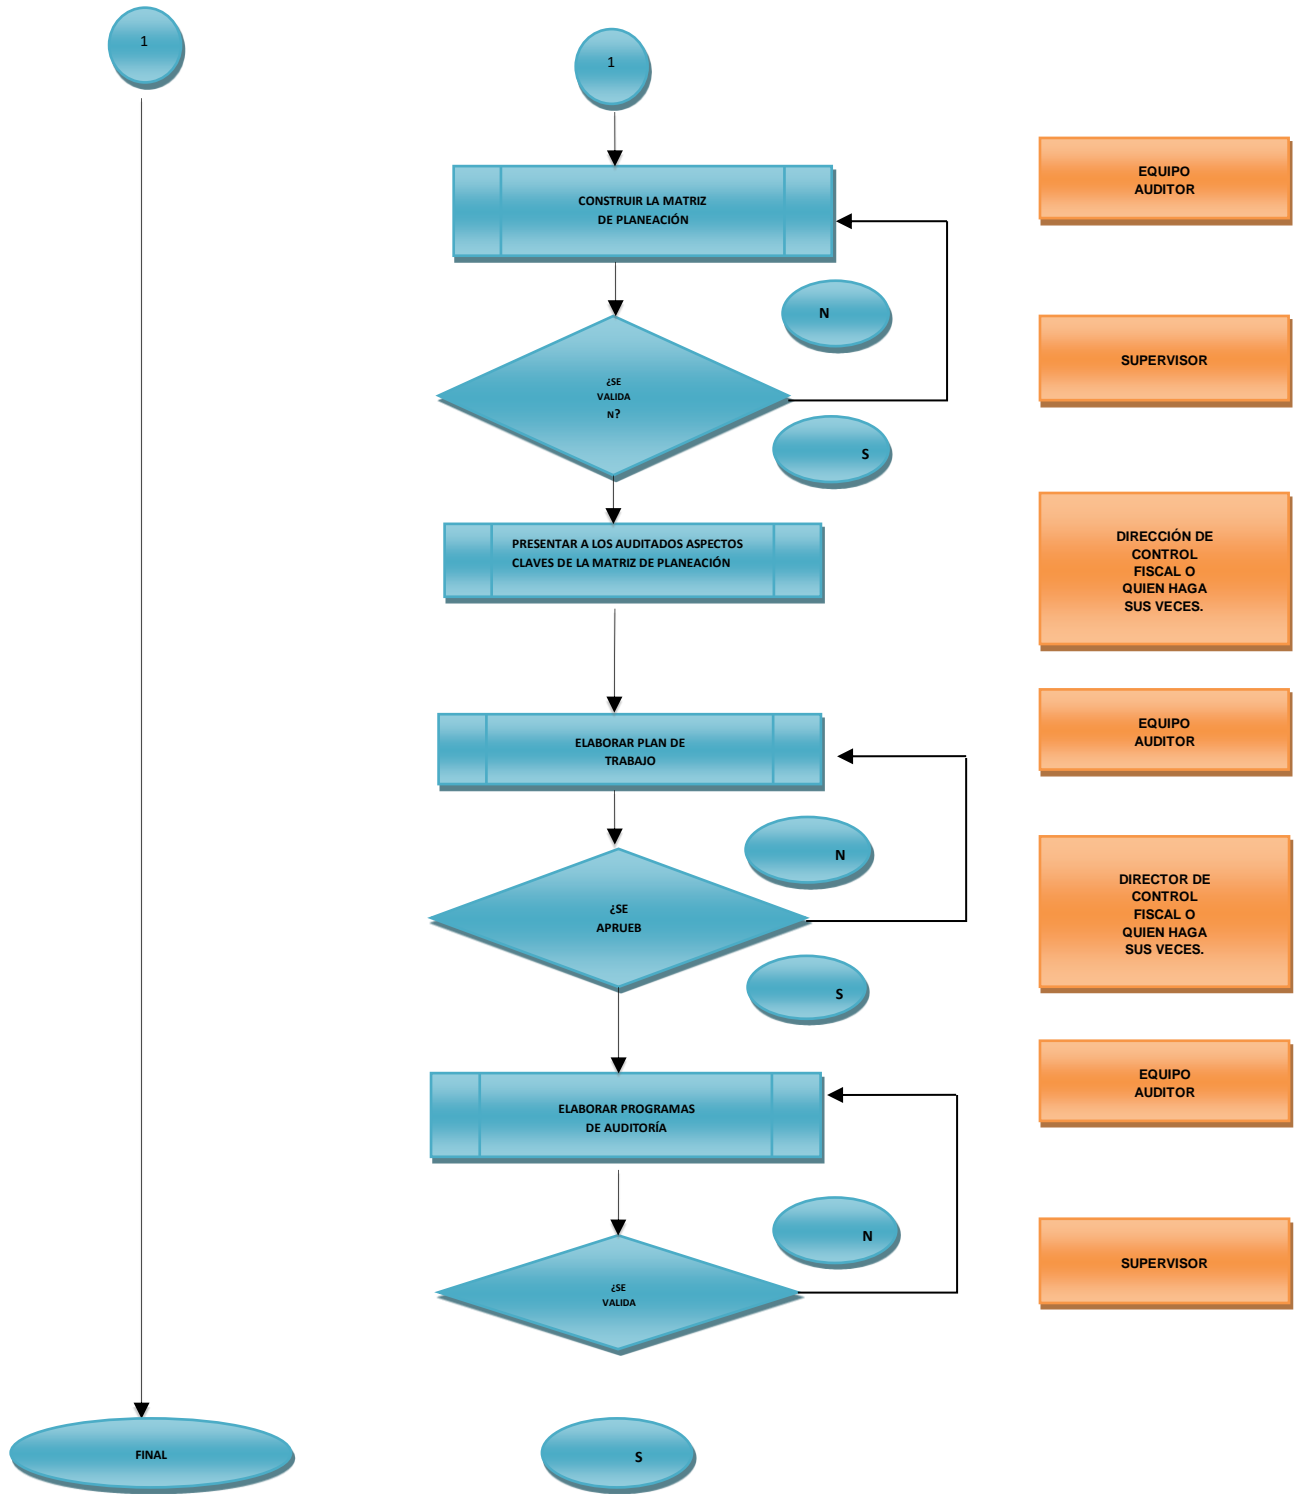 1
1
CONSTRUIR LA MATRIZ
DE PLANEACIÓN
EQUIPO
AUDITOR
N
¿SE
VALIDA
N?
SUPERVISOR
S
PRESENTAR A LOS AUDITADOS ASPECTOS
CLAVES DE LA MATRIZ DE PLANEACIÓN
DIRECCIÓN DE
CONTROL
FISCAL O
QUIEN HAGA
SUS VECES.
ELABORAR PLAN DE
TRABAJO
EQUIPO
AUDITOR
N
¿SE
APRUEB
DIRECTOR DE
CONTROL
FISCAL O
QUIEN HAGA
SUS VECES.
S
ELABORAR PROGRAMAS
DE AUDITORÍA
EQUIPO
AUDITOR
N
¿SE
VALIDA
SUPERVISOR
FINAL
S